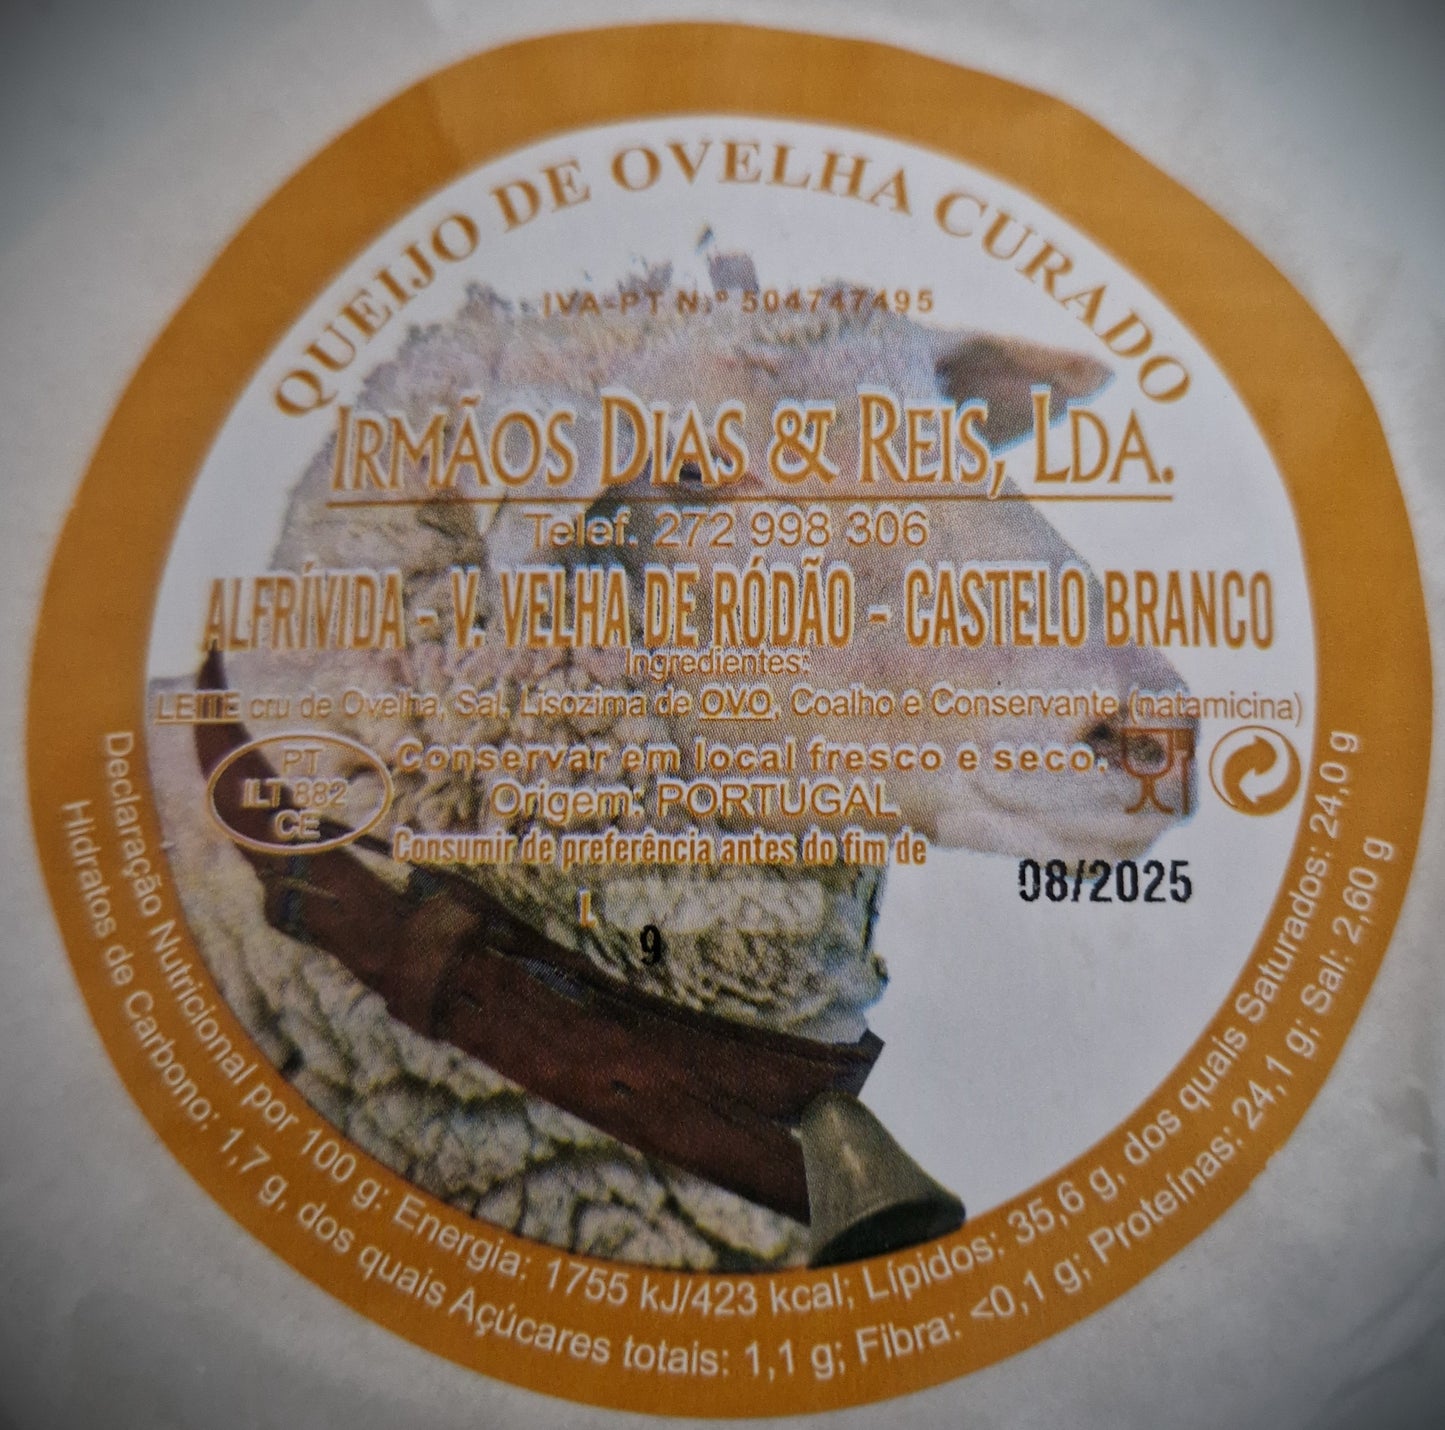 QUEIJO DE OVELHA CURADO
IVA-PT N.º 504747495
IRMÃOS DIAS & REIS, LDA.
Telef. 272 998 306
ALFRÍVIDA - V. VELHA DE RÓDÃO - CASTELO BRANCO
Ingredientes:
LEITE cru de Ovelha, Sal, Lisozima de OVO, Coalho e Conservante (natamicina)
PT
ILT 882
CE
Conservar em local fresco e seco.
Origem: PORTUGAL
Consumir de preferência antes do fim de
08/2025
L
9
Declaração Nutricional por 100 g: Energia: 1755 kJ/423 kcal; Lípidos: 35,6 g, dos quais Saturados: 24,0 g
Hidratos de Carbono: 1,7 g, dos quais Açúcares totais: 1,1 g; Fibra: <0,1 g; Proteínas: 24,1 g; Sal: 2,60 g